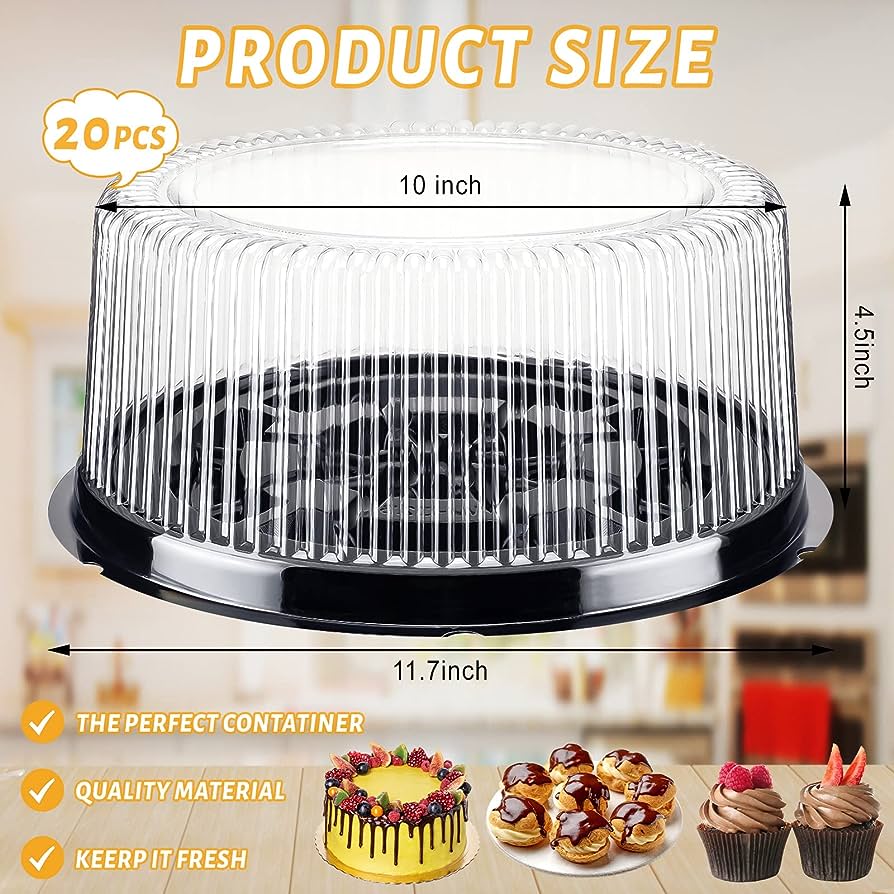 PRODUCT SIZE
20PCS
10 inch
4.5inch
11.7inch
THE PERFECT CONTATINER
QUALITY MATERIAL
KEERP IT FRESH